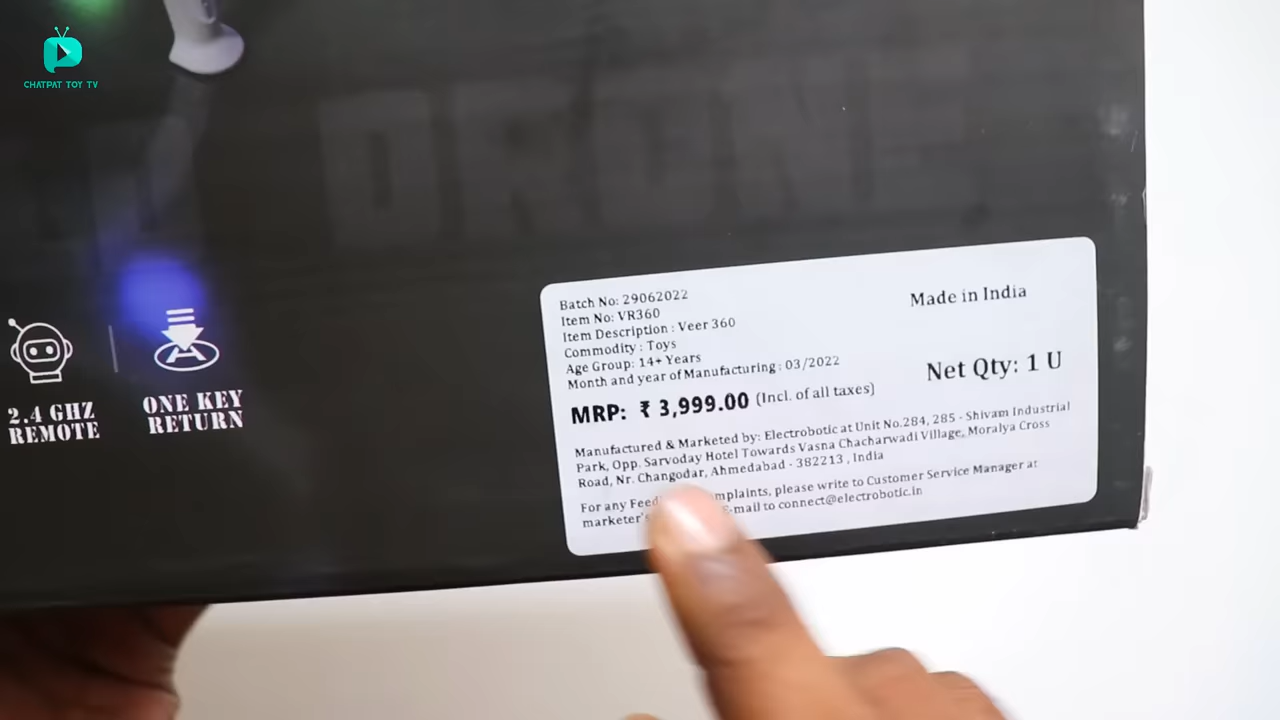 CHATPAT TOY TV
DRONE
2.4 GHZ
REMOTE
ONE KEY
RETURN
Batch No: 29062022
Item No: VR360
Item Description : Veer 360
Commodity : Toys
Age Group: 14+ Years
Month and year of Manufacturing : 03/2022
MRP: ₹ 3,999.00 (Incl. of all taxes)
Made in India
Net Qty: 1 U
Manufactured & Marketed by: Electrobotic at Unit No.284, 285 - Shivam Industrial
Park, Opp. Sarvoday Hotel Towards Vasna Chacharwadi Village, Moralya Cross
Road, Nr. Changodar, Ahmedabad - 382213 , India
For any please write to Customer Service Manager at
marketer's to connect@electrobotic.in